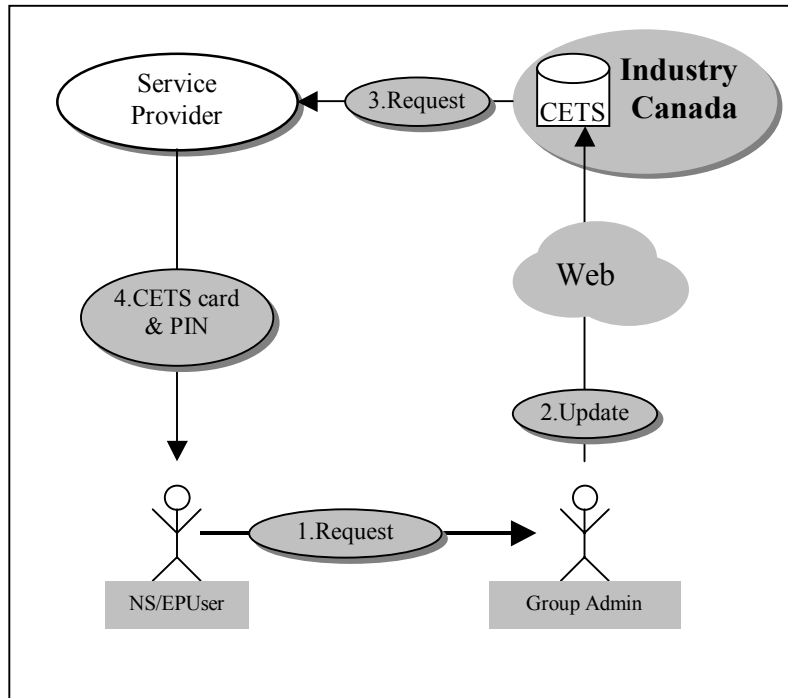 Service
Provider
3.Request
Industry
Canada
CETS
Web
4.CETS card
& PIN
2.Update
1.Request
NS/EPUser
Group Admin